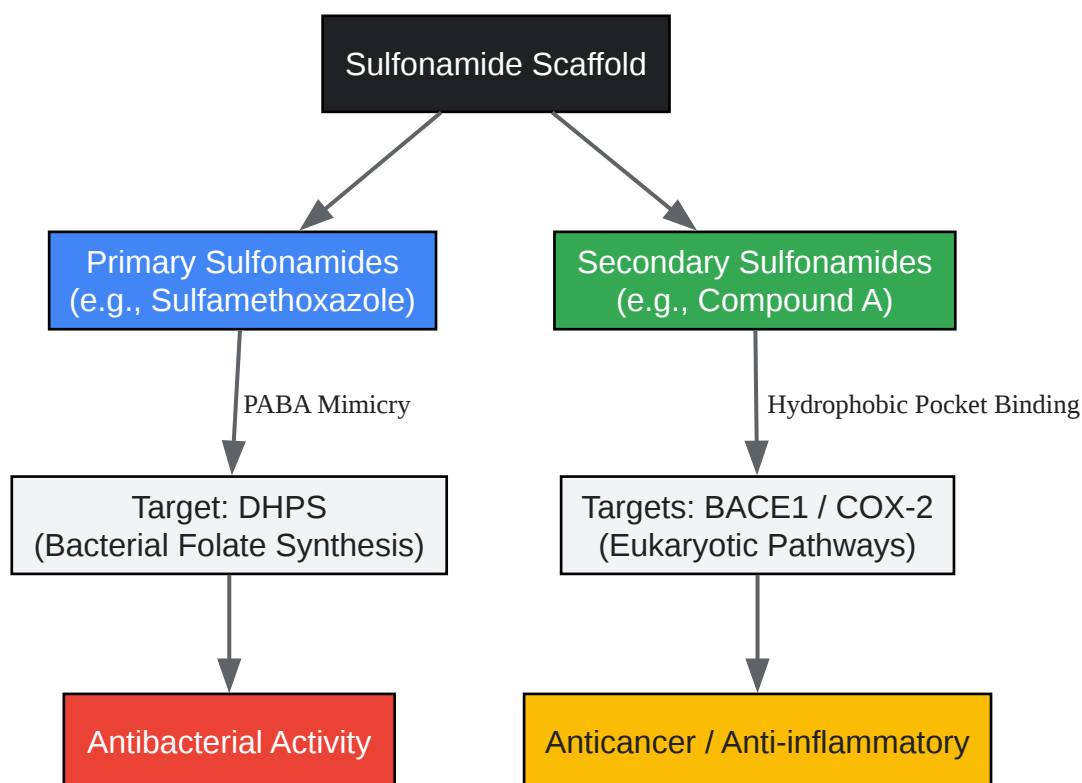 Sulfonamide Scaffold
Primary Sulfonamides
(e.g., Sulfamethoxazole)
Secondary Sulfonamides
(e.g., Compound A)
PABA Mimicry
Hydrophobic Pocket Binding
Target: DHPS
(Bacterial Folate Synthesis)
Targets: BACE1 / COX-2
(Eukaryotic Pathways)
Antibacterial Activity
Anticancer / Anti-inflammatory